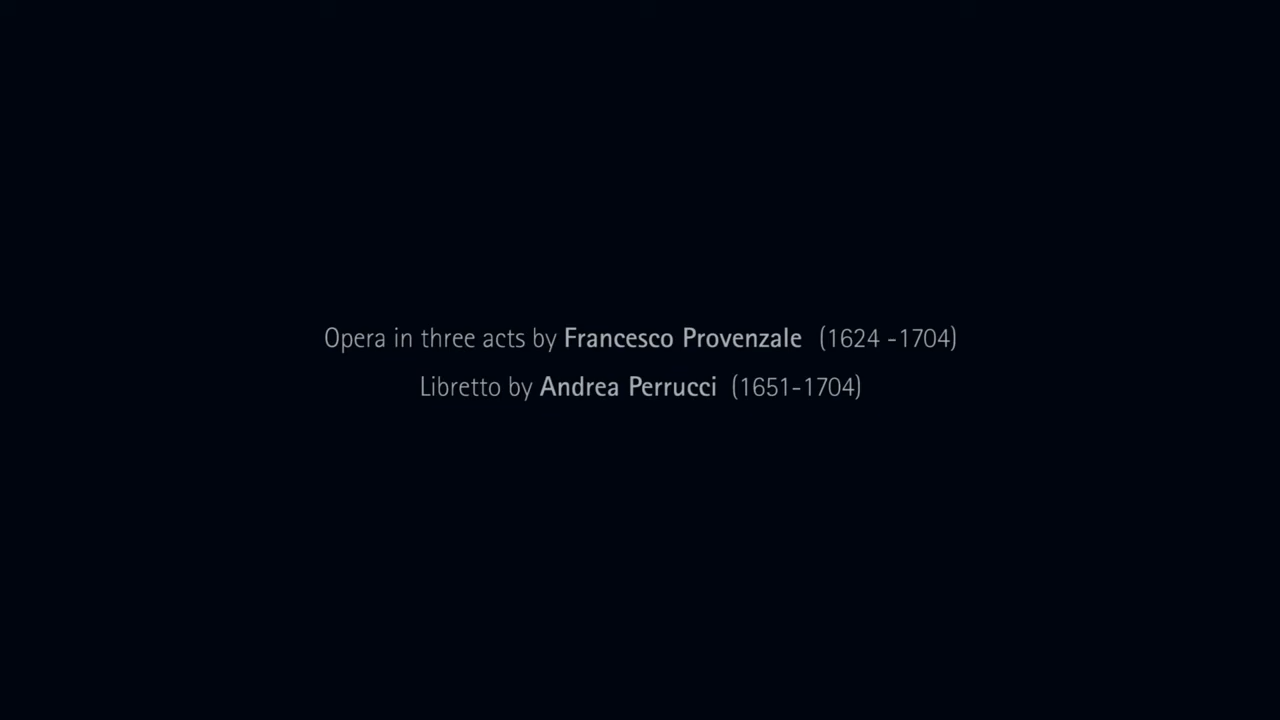 Opera in three acts by Francesco Provenzale (1624 -1704)
Libretto by Andrea Perrucci (1651-1704)